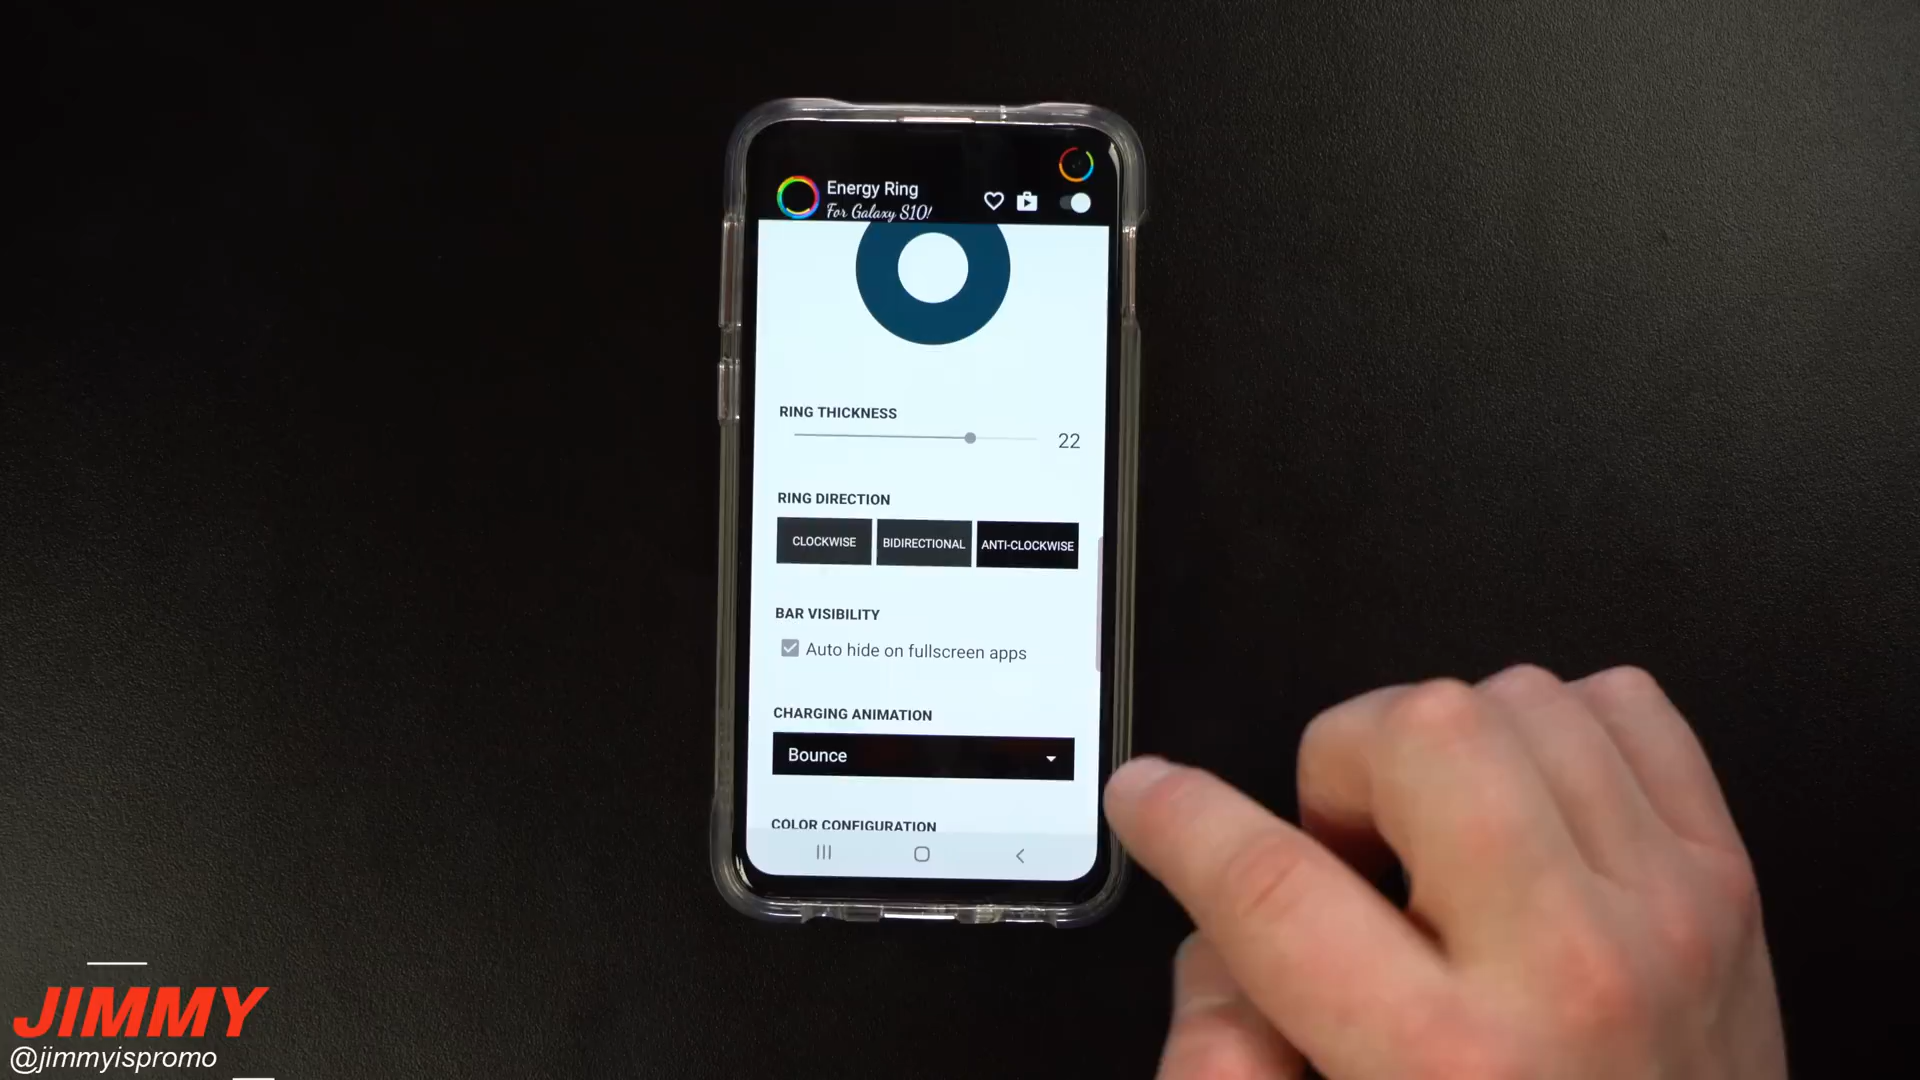 Energy Ring
For Galaxy S10!
RING THICKNESS
22
RING DIRECTION
CLOCKWISE BIDIRECTIONAL ANTI-CLOCKWISE
BAR VISIBILITY
Auto hide on fullscreen apps
CHARGING ANIMATION
Bounce
COLOR CONFIGURATION
JIMMY
@jimmyispromo